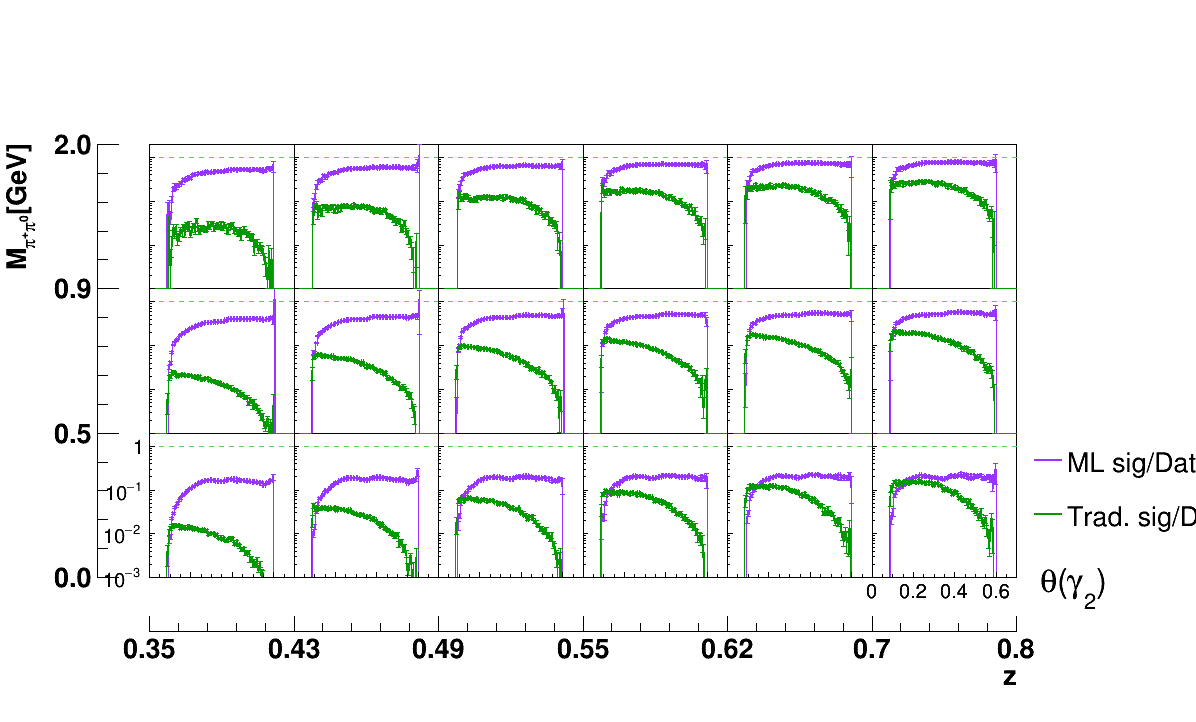 2.0
M π⁺π⁰ [GeV]
0.9
0.5
1
10⁻¹
10⁻²
10⁻³
0.0
ML sig/Dat
Trad. sig/D
0 0.2 0.4 0.6
θ(γ₂)
0.35 0.43 0.49 0.55 0.62 0.7 0.8
z